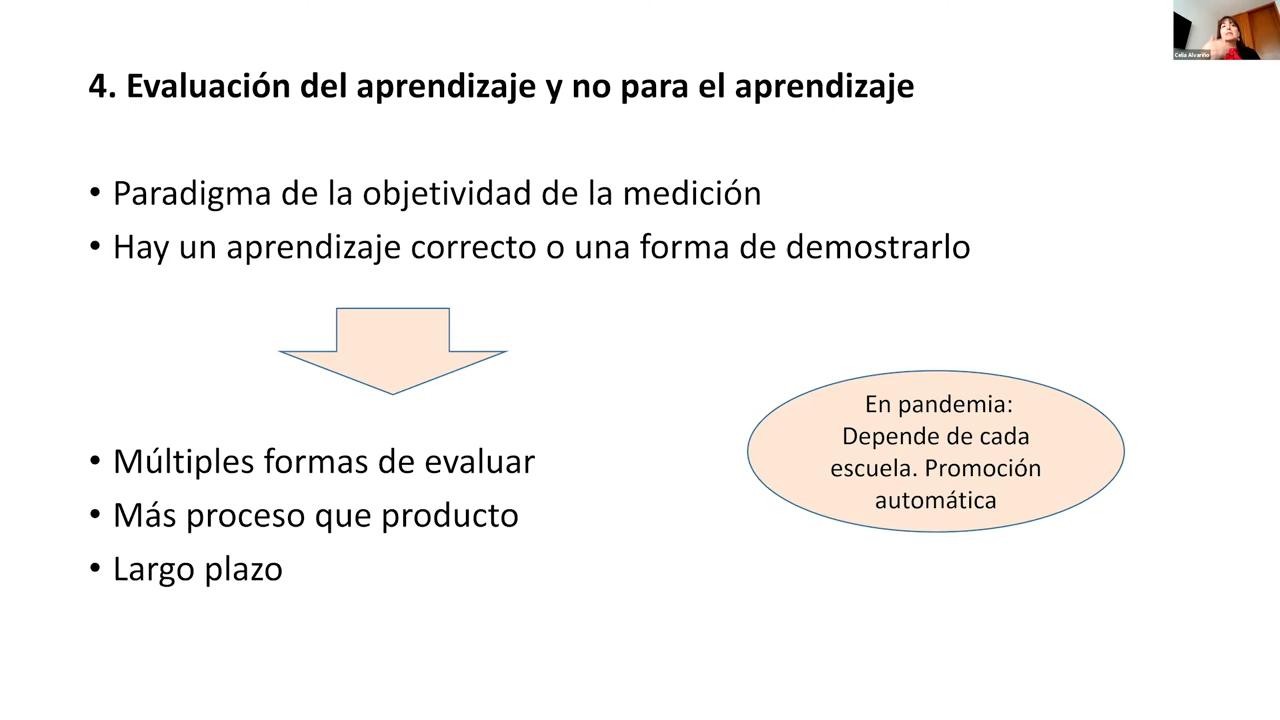 Celia Alvariño
4. Evaluación del aprendizaje y no para el aprendizaje
• Paradigma de la objetividad de la medición
• Hay un aprendizaje correcto o una forma de demostrarlo
En pandemia:
Depende de cada
escuela. Promoción
automática
• Múltiples formas de evaluar
• Más proceso que producto
• Largo plazo